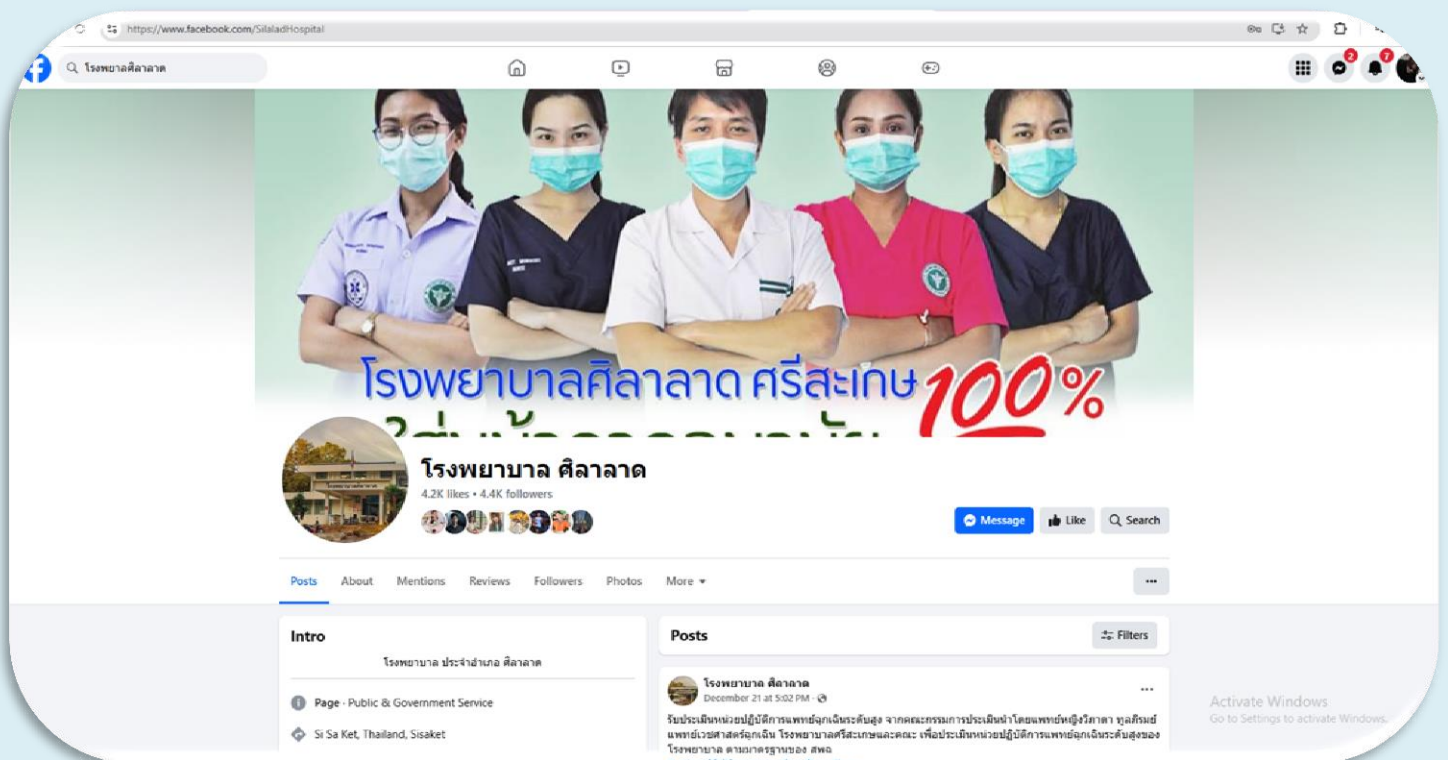 https://www.facebook.com/SilaladHospital
โรงพยาลศิลาลาด
2
7
โรงพยาบาลศิลาลาด ศรีสะเกษ 100%
โรงพยาบาล ศิลาลาด
4.2K likes • 4.4K followers
Message
Like
Search
Posts
About
Mentions
Reviews
Followers
Photos
More
Intro
โรงพยาบาล ประจำอำเภอ ศิลาลาด
Page · Public & Government Service
Si Sa Ket, Thailand, Sisaket
Posts
Filters
โรงพยาบาล ศิลาลาด
December 21 at 5:02 PM ·
รับประเมินหน่วยปฏิบัติการแพทย์ฉุกเฉินระดับสูง จากคณะกรรมการประเมินนำโดยแพทย์หญิงวิภาดา ทูลภิรมย์
แพทย์เวชศาสตร์ฉุกเฉิน โรงพยาบาลศรีสะเกษและคณะ เพื่อประเมินหน่วยปฏิบัติการแพทย์ฉุกเฉินระดับสูงของ
โรงพยาบาล ตามมาตรฐานของ สพฉ
Activate Windows
Go to Settings to activate Windows.